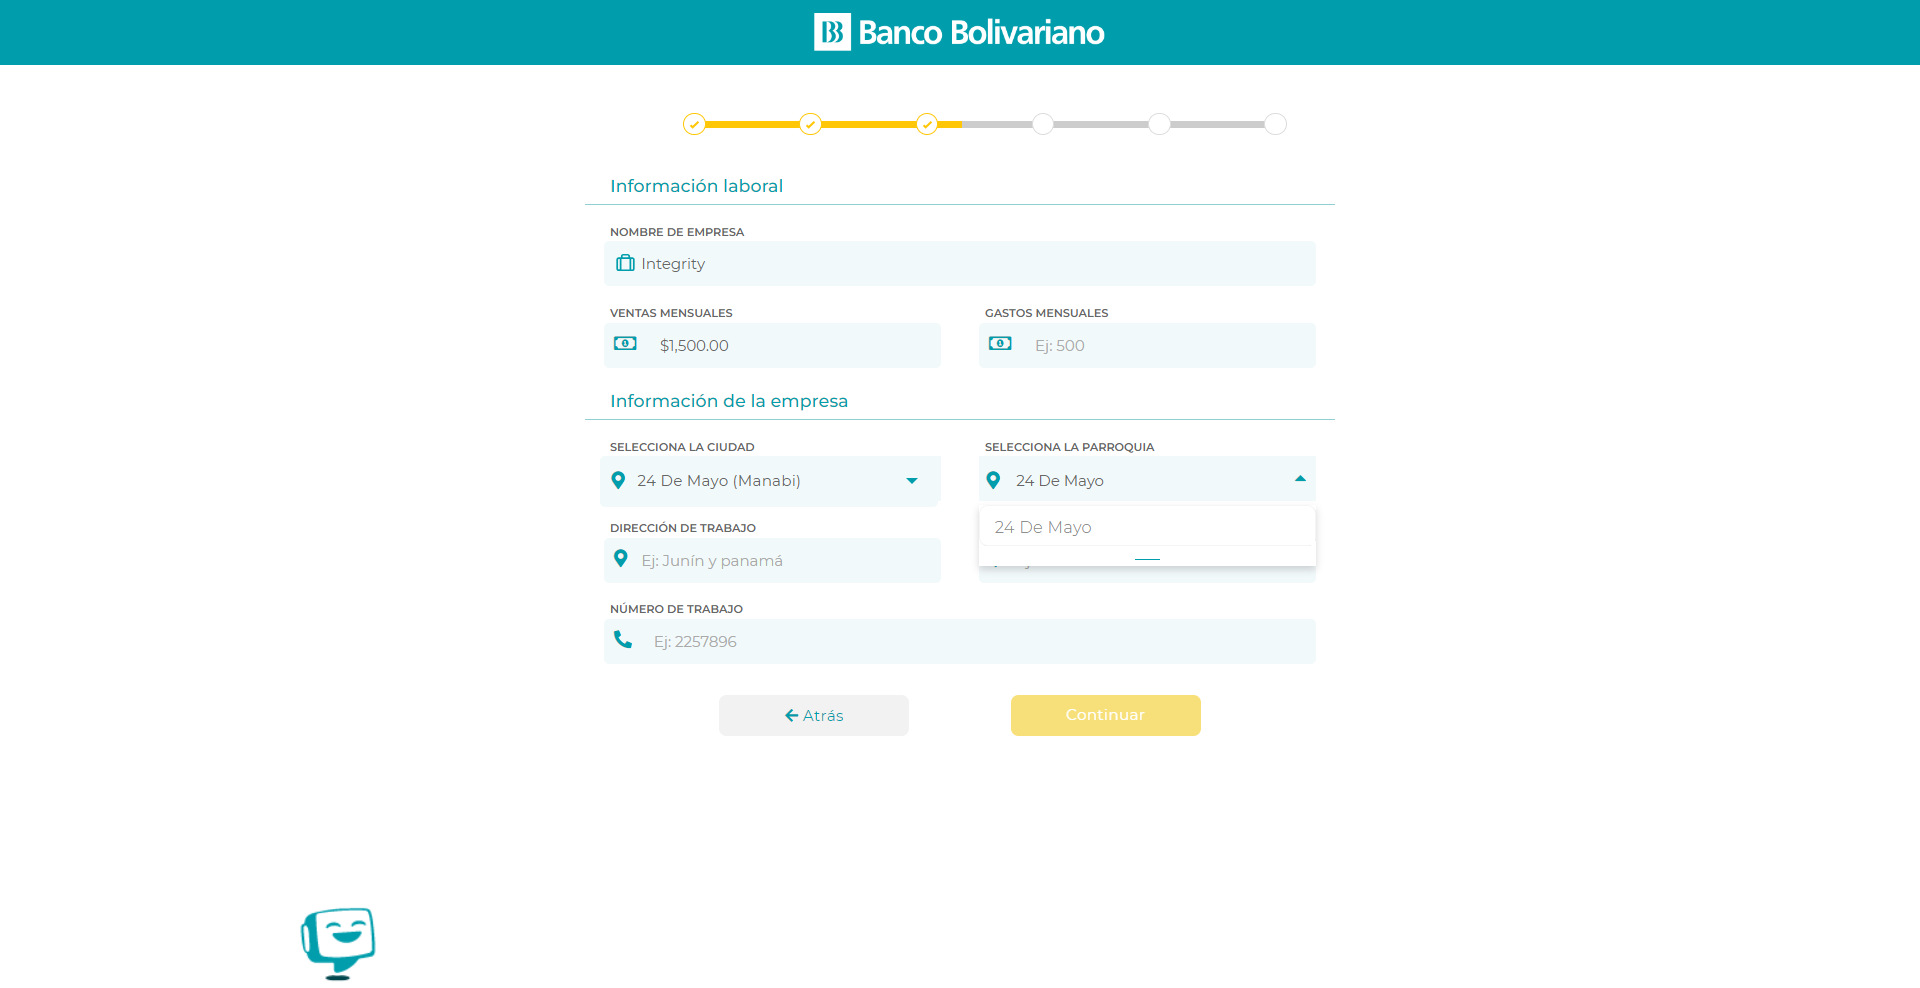 Banco Bolivariano
Información laboral
NOMBRE DE EMPRESA
Integrity
VENTAS MENSUALES
GASTOS MENSUALES
$1,500.00
Ej: 500
Información de la empresa
SELECCIONA LA CIUDAD
SELECCIONA LA PARROQUIA
24 De Mayo (Manabi)
24 De Mayo
24 De Mayo
DIRECCIÓN DE TRABAJO
Ej: Junín y panamá
NÚMERO DE TRABAJO
Ej: 2257896
Atrás
Continuar